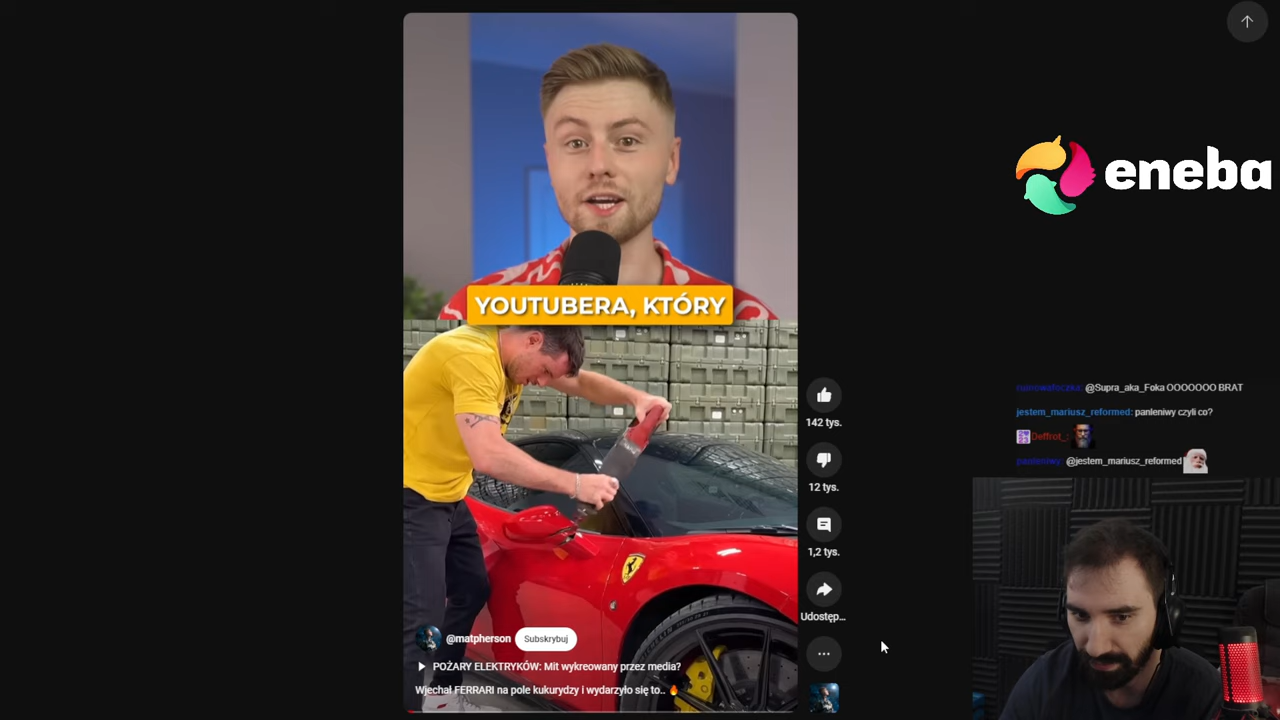 YOUTUBERA, KTÓRY
142 tys.
12 tys.
1,2 tys.
Udostęp...
@matpherson
Subskrybuj
POŻARY ELEKTRYKÓW: Mit wykreowany przez media?
Wjechał FERRARI na pole kukurydzy i wydarzyło się to..
eneba
@Supra_aka_Foka OOOOOOO BRAT
jestem_mariusz_reformed: panleniwy czyli co?
Deffrot_:
panleniwy: @jestem_mariusz_reformed